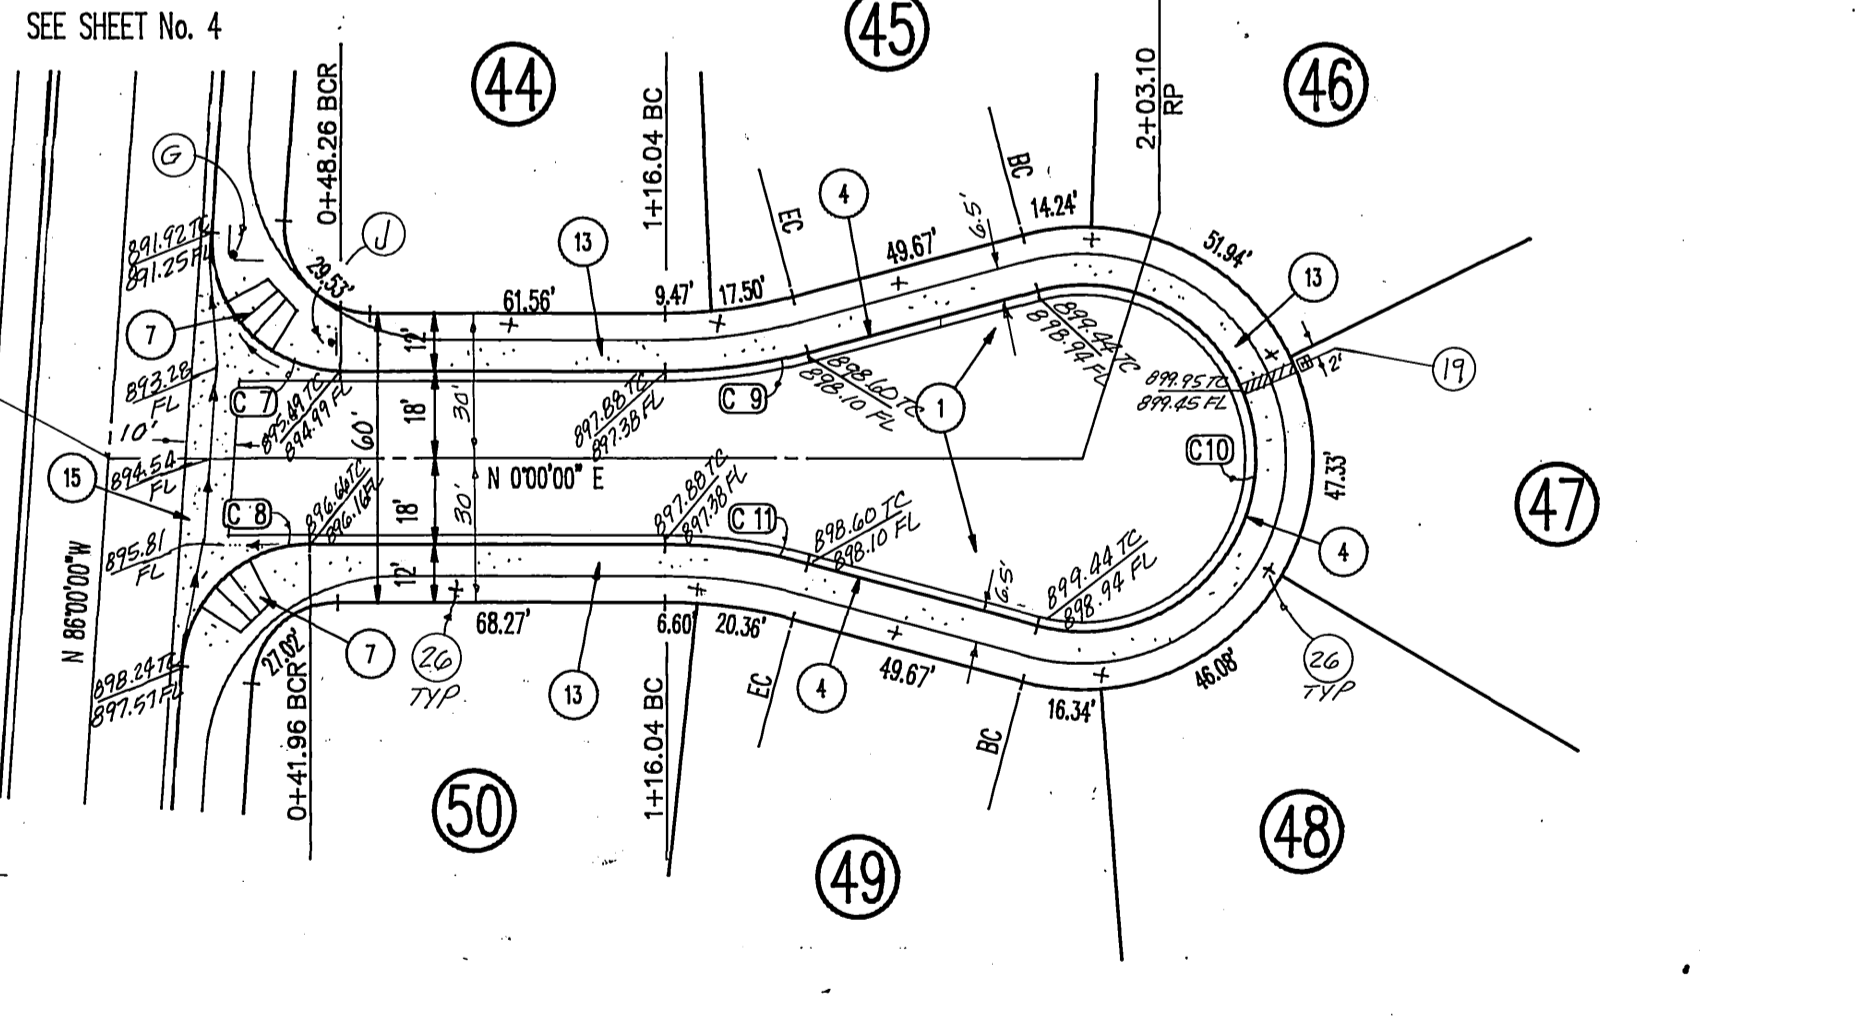 SEE SHEET No. 4
45
44
46
0+48.26 BCR
1+16.04 BC
2+03.10
RP
G
J
4
BC
EC
14.24'
6.5'
891.92 TC
891.25 FL
29.53'
13
49.67'
51.94'
13
61.56'
9.47'
17.50'
7
12'
899.44 TC
898.94 FL
2'
19
893.28
FL
C 7
895.49 TC
894.99 FL
18'
30'
60'
897.88 TC
897.38 FL
C 9
898.60 TC
898.10 FL
1
899.95 TC
899.45 FL
10'
15
894.54
FL
N 0°00'00" E
C10
47.33'
47
C 8
896.66 TC
896.16 FL
18'
30'
897.88 TC
897.38 FL
C 11
898.60 TC
898.10 FL
4
895.81
FL
12'
6.5'
899.44 TC
898.94 FL
N 86°00'00" W
898.24 TC
897.57 FL
27.02'
7
26
TYP.
68.27'
6.60'
20.36'
13
4
49.67'
EC
BC
16.34'
46.08'
26
TYP
0+41.96 BCR
1+16.04 BC
50
49
48